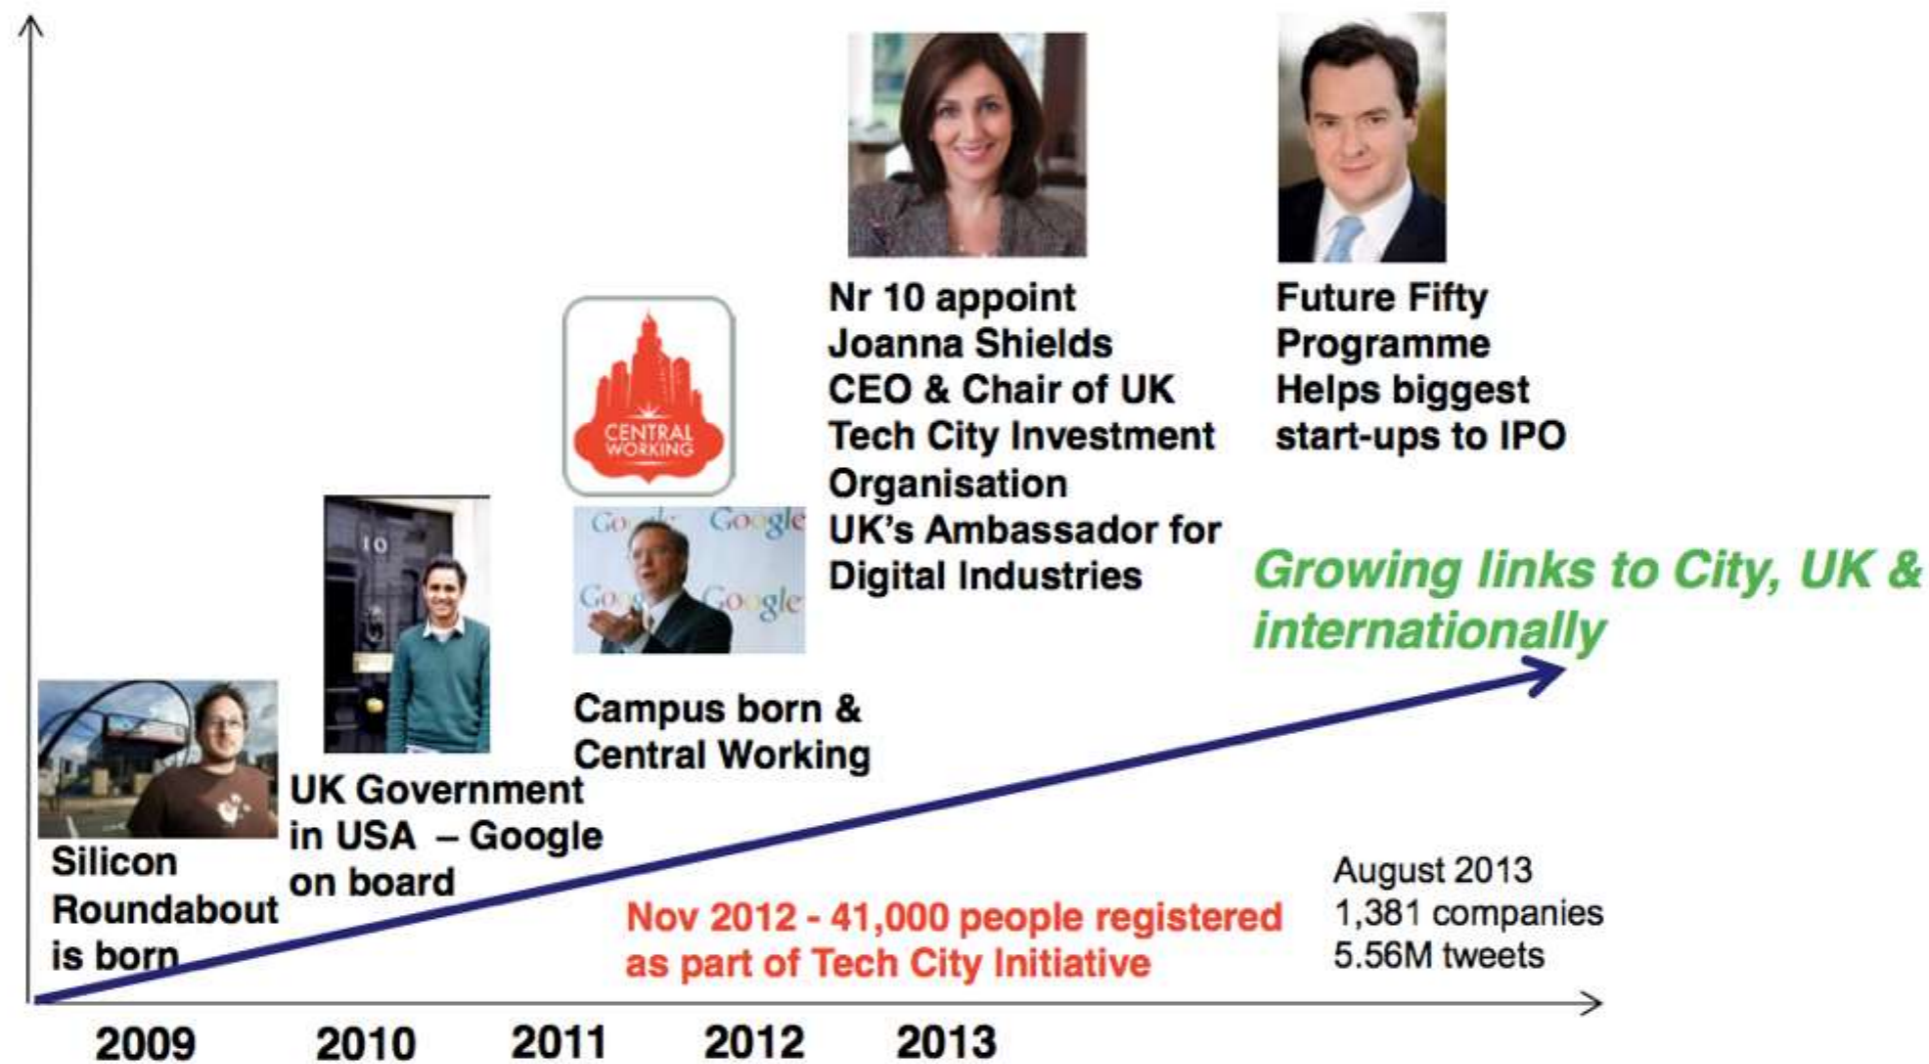 Nr 10 appoint
Joanna Shields
CEO & Chair of UK
Tech City Investment
Organisation
UK's Ambassador for
Digital Industries
Future Fifty
Programme
Helps biggest
start-ups to IPO
CENTRAL
WORKING
Google Google
Google Google
10
Growing links to City, UK &
internationally
Campus born &
Central Working
UK Government
in USA – Google
on board
Silicon
Roundabout
is born
Nov 2012 - 41,000 people registered
as part of Tech City Initiative
August 2013
1,381 companies
5.56M tweets
2009 2010 2011 2012 2013